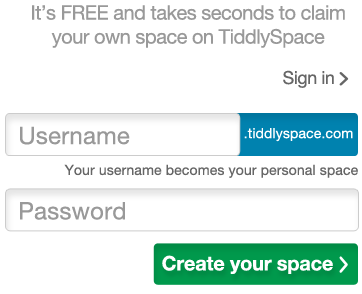 It's FREE and takes seconds to claim
your own space on TiddlySpace
Sign in >
Username
.tiddlyspace.com
Your username becomes your personal space
Password
Create your space >